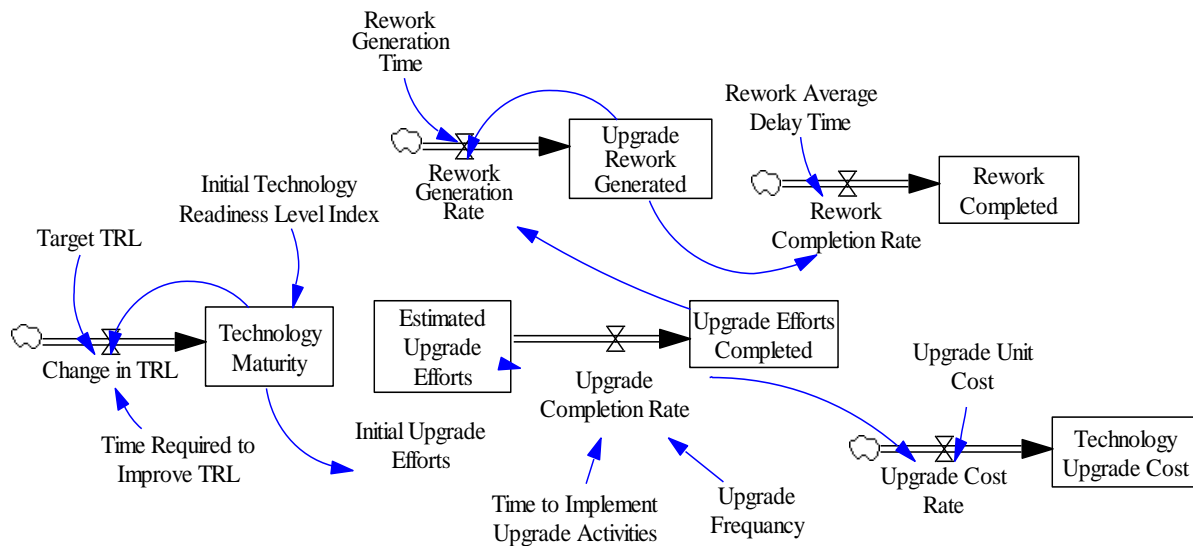 Rework
Generation
Time
Upgrade
Rework
Generated
Rework
Generation
Rate
Rework Average
Delay Time
Rework
Completion Rate
Rework
Completed
Initial Technology
Readiness Level Index
Target TRL
Technology
Maturity
Change in TRL
Time Required to
Improve TRL
Estimated
Upgrade
Efforts
Upgrade Efforts
Completed
Upgrade
Completion Rate
Initial Upgrade
Efforts
Time to Implement
Upgrade Activities
Upgrade
Frequancy
Upgrade Unit
Cost
Upgrade Cost
Rate
Technology
Upgrade Cost